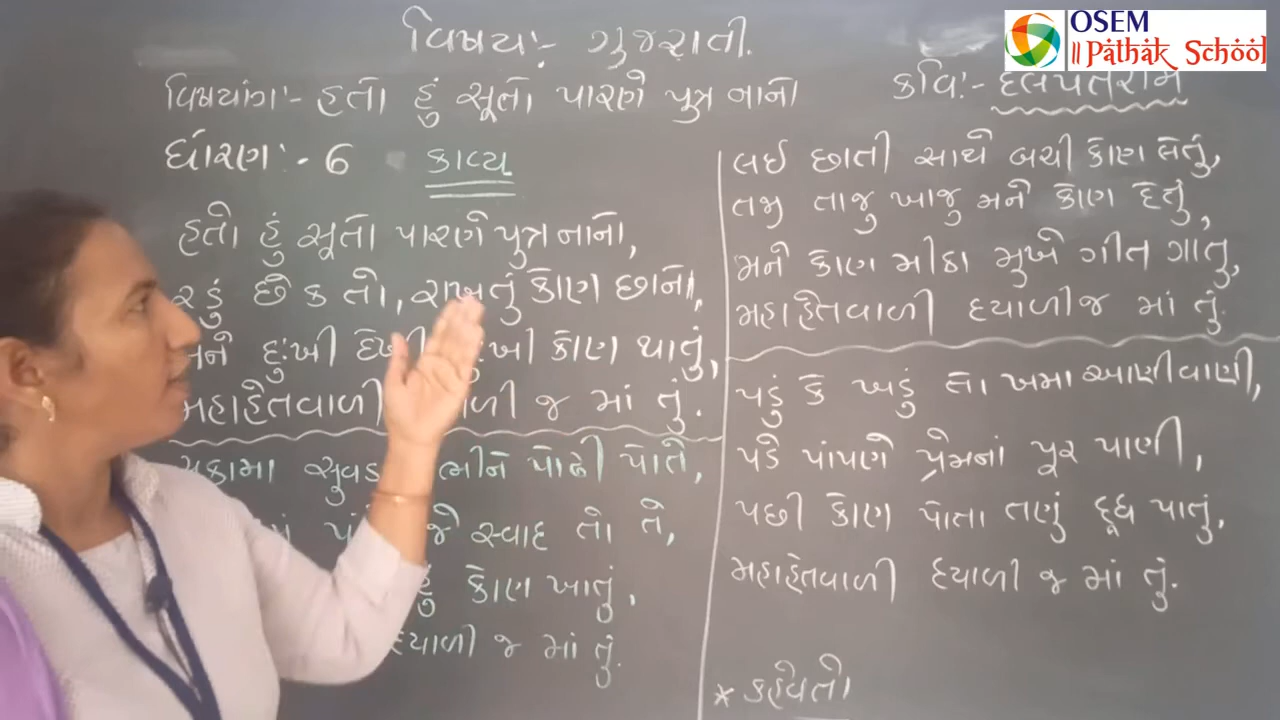 OSEM
Pathak School
વિષય:- ગુજરાતી.
વિષયાંગ:- હતો હું સૂતો પારણે પુત્ર નાનો
કવિ:- દલપતરામ
ધોરણ:- 6 કાવ્ય
હતો હું સૂતો પારણે પુત્ર નાનો,
રડું છેક તો, રાખતું કોણ છાનો,
મને દુ:ખી દેખી દુ:ખી કોણ થાતું,
મહાહેતવાળી દયાળી જ માં તું.
સુવડ ભીને પોઢી પોતે,
જે સ્વાદ તો તે,
હું કોણ ખાતું,
દયાળી જ માં તું.
લઈ છાતી સાથે બચી કોણ લેતું,
તજી તાજુ ખાજુ મને કોણ દેતું,
મને કોણ મીઠા મુખે ગીત ગાતુ,
મહાહેતવાળી દયાળી જ માં તું.
પડું કે ખડું તો ખમા આણીવાણી,
પડે પાંપણે પ્રેમનાં પૂર પાણી,
પછી કોણ પોતા તણું દૂધ પાતું,
મહાહેતવાળી દયાળી જ માં તું.
* કહેવતો